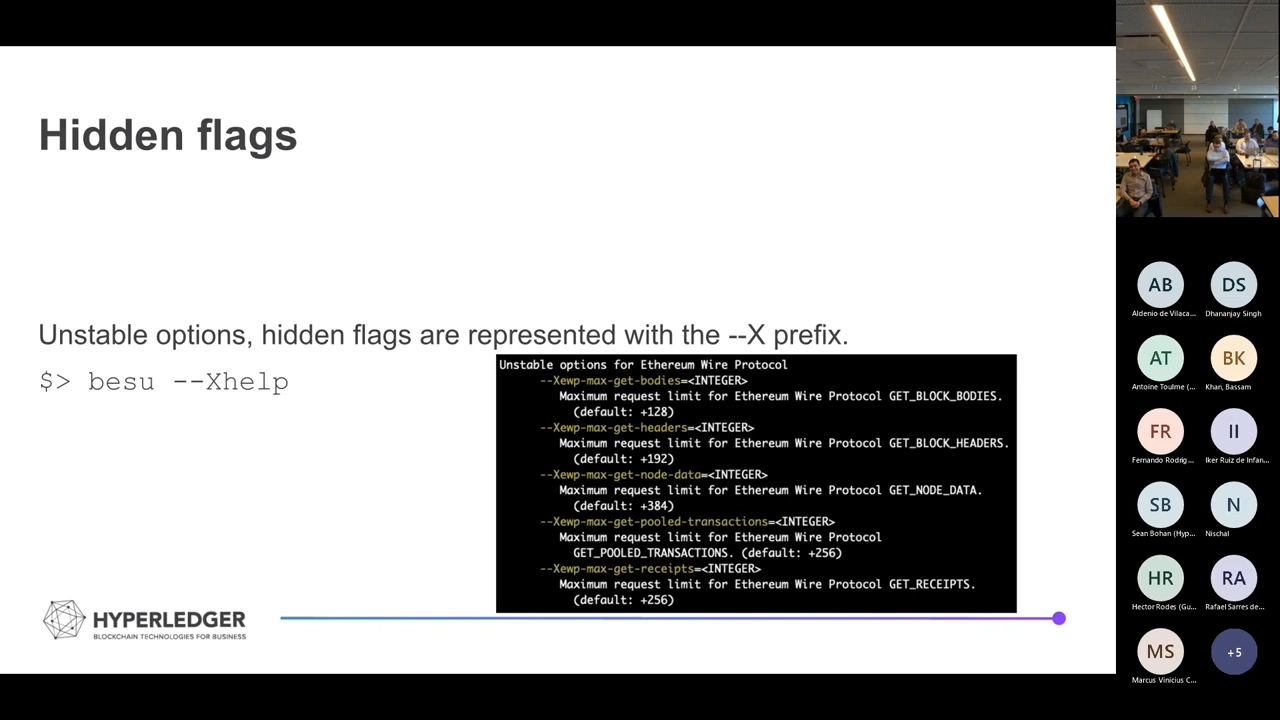 Hidden flags
Unstable options, hidden flags are represented with the --X prefix.
$> besu --Xhelp
Unstable options for Ethereum Wire Protocol
--Xewp-max-get-bodies=<INTEGER>
Maximum request limit for Ethereum Wire Protocol GET_BLOCK_BODIES.
(default: +128)
--Xewp-max-get-headers=<INTEGER>
Maximum request limit for Ethereum Wire Protocol GET_BLOCK_HEADERS.
(default: +192)
--Xewp-max-get-node-data=<INTEGER>
Maximum request limit for Ethereum Wire Protocol GET_NODE_DATA.
(default: +384)
--Xewp-max-get-pooled-transactions=<INTEGER>
Maximum request limit for Ethereum Wire Protocol
GET_POOLED_TRANSACTIONS. (default: +256)
--Xewp-max-get-receipts=<INTEGER>
Maximum request limit for Ethereum Wire Protocol GET_RECEIPTS.
(default: +256)
HYPERLEDGER
BLOCKCHAIN TECHNOLOGIES FOR BUSINESS
AB
DS
Aldenio de Vilaca...
Dhananjay Singh
AT
BK
Antoine Toulme (...
Khan, Bassam
FR
II
Fernando Rodrig...
Iker Ruiz de Infan...
SB
N
Sean Bohan (Hyp...
Nischal
HR
RA
Hector Rodes (Gu...
Rafael Sarres de...
MS
+5
Marcus Vinicius C...